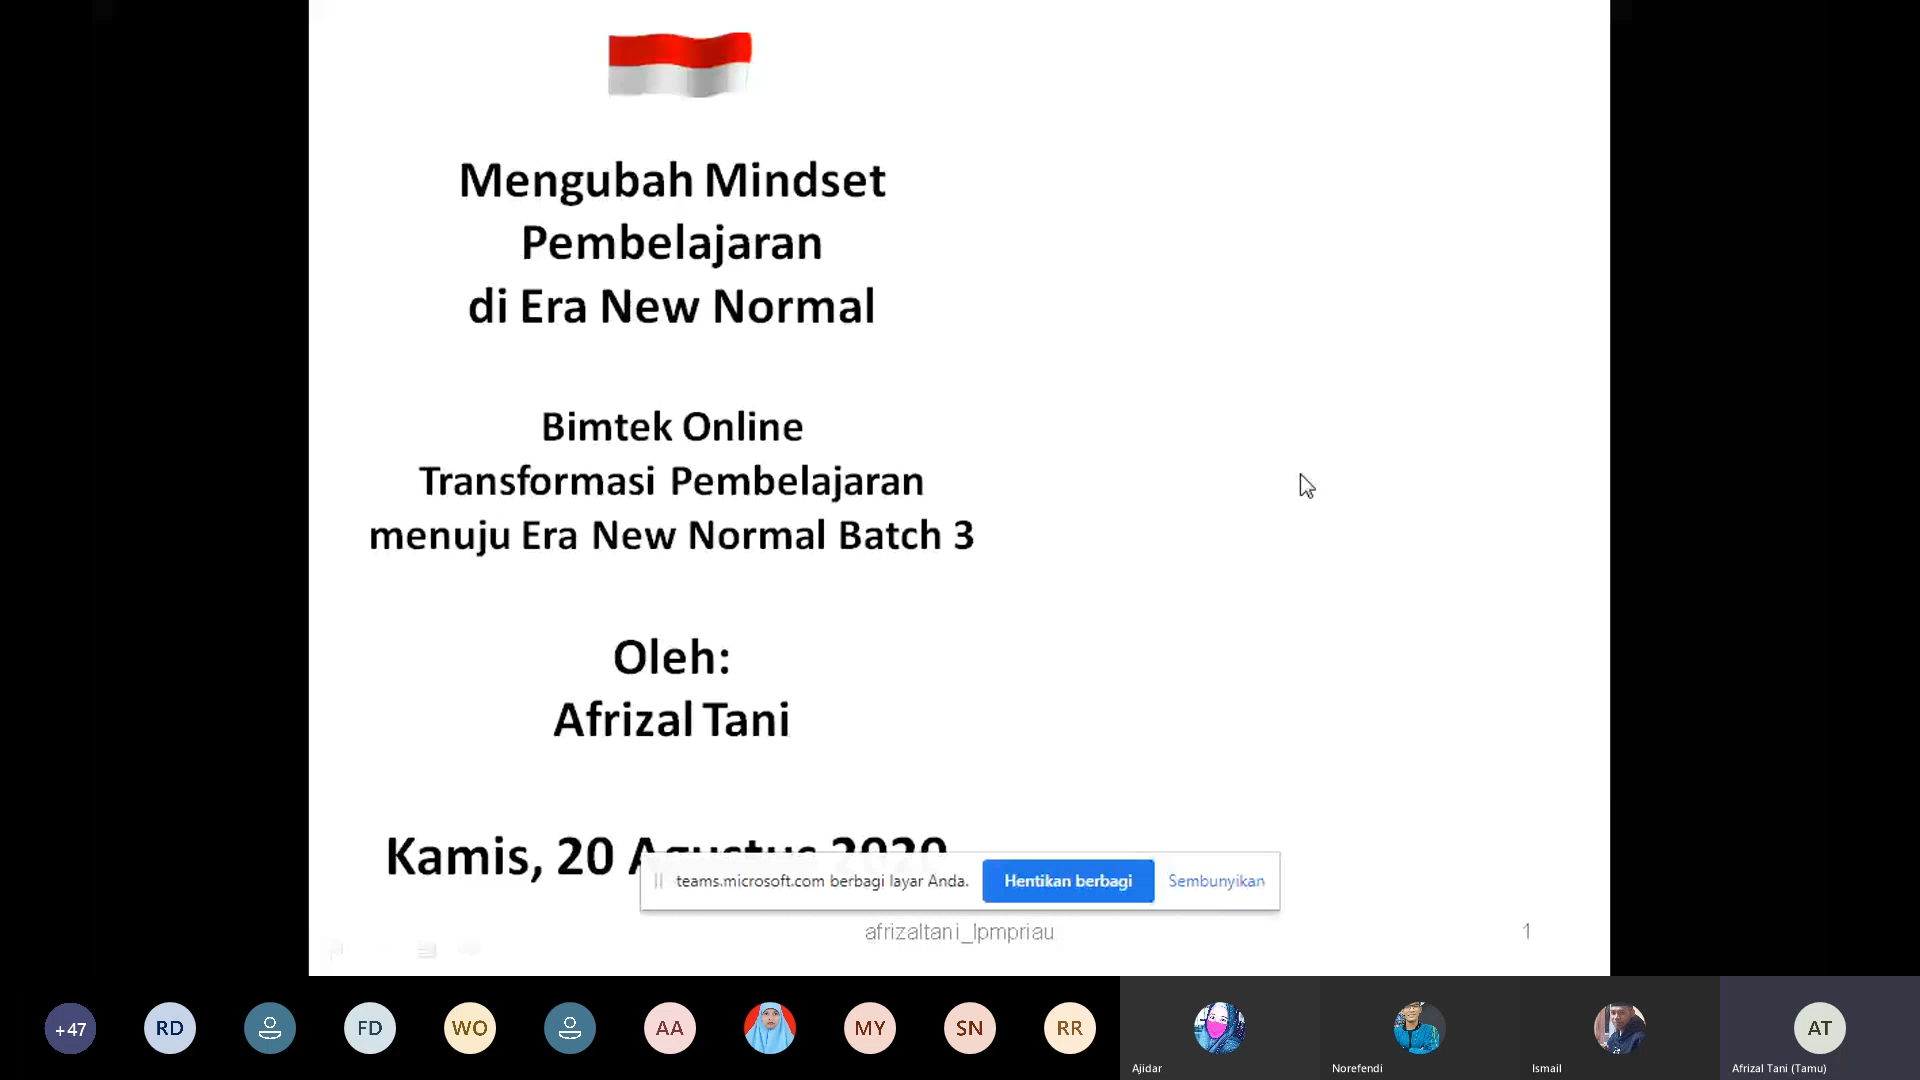 Mengubah Mindset
Pembelajaran
di Era New Normal
Bimtek Online
Transformasi Pembelajaran
menuju Era New Normal Batch 3
Oleh:
Afrizal Tani
Kamis, 20 Agustus 2020
teams.microsoft.com berbagi layar Anda.
Hentikan berbagi
Sembunyikan
afrizaltani_lpmpriau
1
+47
RD
FD
WO
AA
MY
SN
RR
AT
Ajidar
Norefendi
Ismail
Afrizal Tani (Tamu)